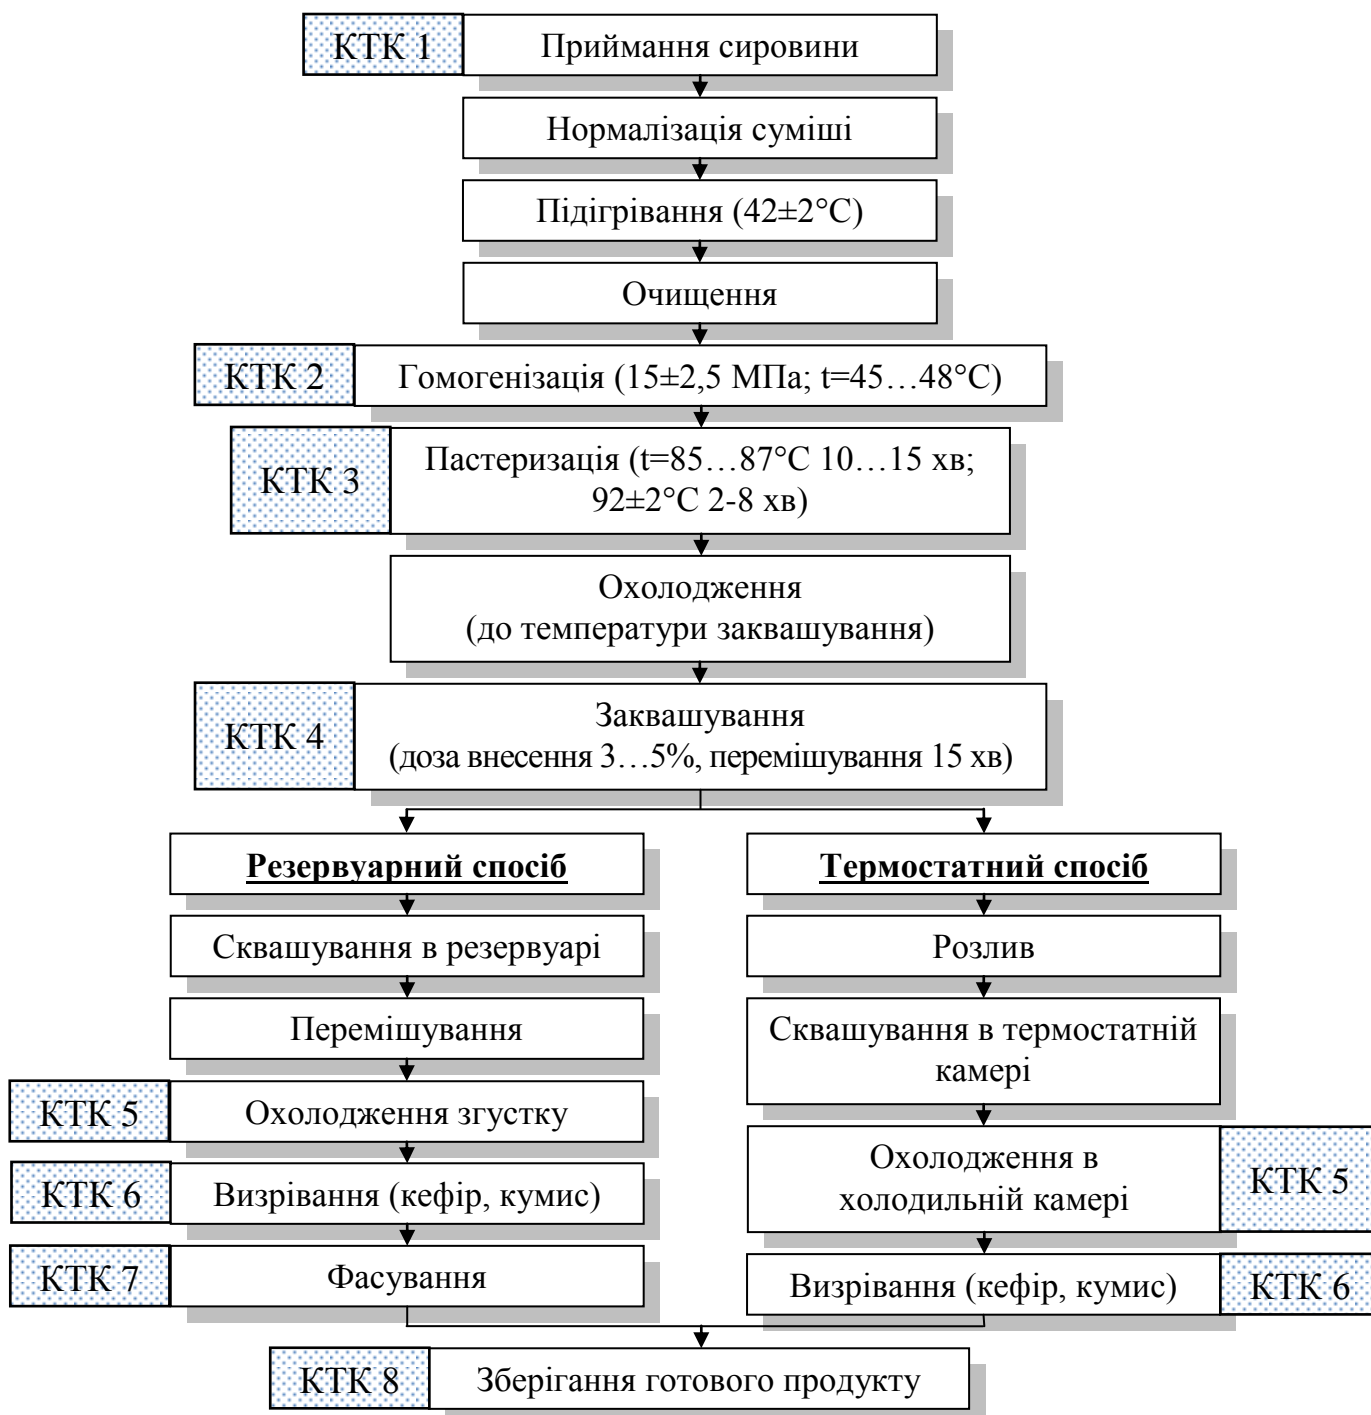 КТК 1
Приймання сировини
Нормалізація суміші
Підігрівання (42±2°С)
Очищення
КТК 2
Гомогенізація (15±2,5 МПа; t=45…48°С)
КТК 3
Пастеризація (t=85…87°С 10…15 хв;
92±2°С 2-8 хв)
Охолодження
(до температури заквашування)
КТК 4
Заквашування
(доза внесення 3…5%, перемішування 15 хв)
Резервуарний спосіб
Сквашування в резервуарі
Перемішування
КТК 5
Охолодження згустку
КТК 6
Визрівання (кефір, кумис)
КТК 7
Фасування
Термостатний спосіб
Розлив
Сквашування в термостатній
камері
Охолодження в
холодильній камері
КТК 5
Визрівання (кефір, кумис)
КТК 6
КТК 8
Зберігання готового продукту